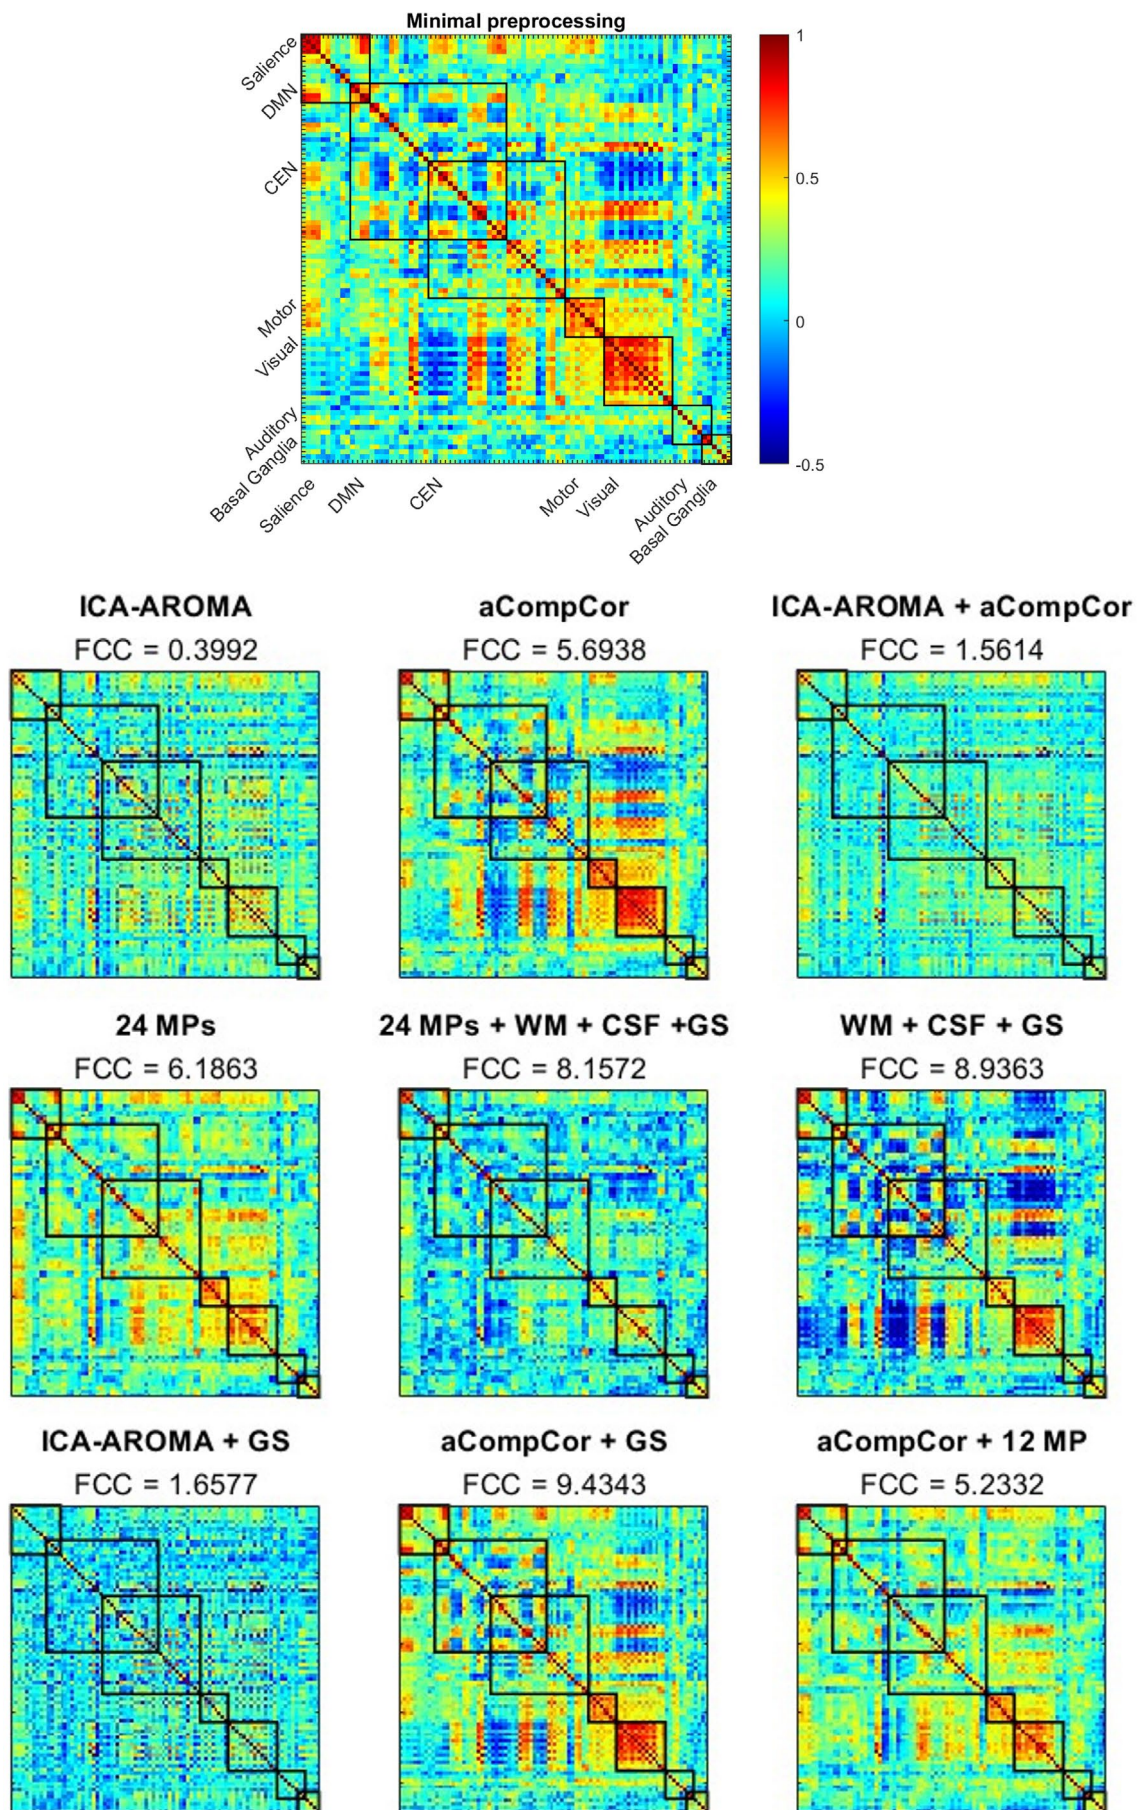 Minimal preprocessing
Salience
DMN
CEN
Motor
Visual
Auditory
Basal Ganglia
Salience
DMN
CEN
Motor
Visual
Auditory
Basal Ganglia
1
0.5
0
-0.5
ICA-AROMA
FCC = 0.3992
aCompCor
FCC = 5.6938
ICA-AROMA + aCompCor
FCC = 1.5614
24 MPs
FCC = 6.1863
24 MPs + WM + CSF +GS
FCC = 8.1572
WM + CSF + GS
FCC = 8.9363
ICA-AROMA + GS
FCC = 1.6577
aCompCor + GS
FCC = 9.4343
aCompCor + 12 MP
FCC = 5.2332